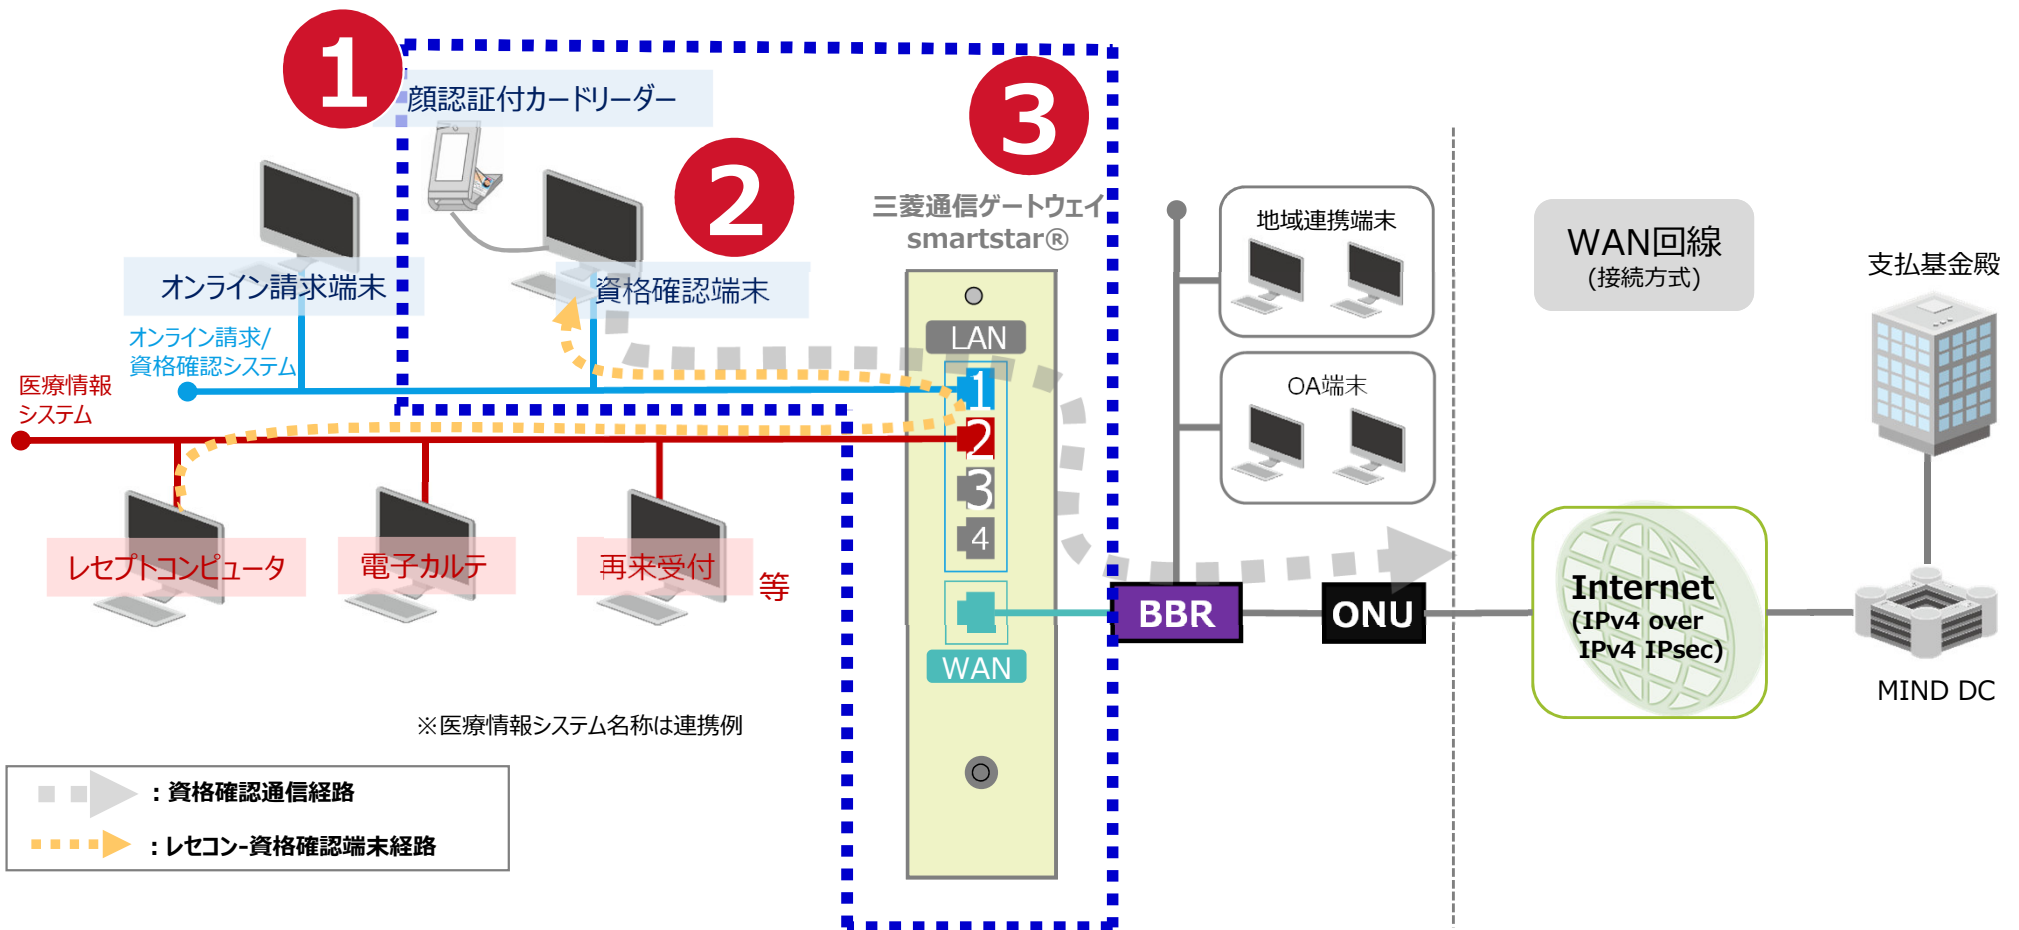 1
顔認証付カードリーダー
2
3
三菱通信ゲートウェイ
smartstar®
オンライン請求端末
資格確認端末
オンライン請求/
資格確認システム
医療情報
システム
レセプトコンピュータ
電子カルテ
再来受付
等
LAN
1
2
3
4
WAN
地域連携端末
OA端末
BBR
ONU
WAN回線
(接続方式)
支払基金殿
Internet
(IPv4 over
IPv4 IPsec)
MIND DC
※医療情報システム名称は連携例
：資格確認通信経路
：レセコン-資格確認端末経路